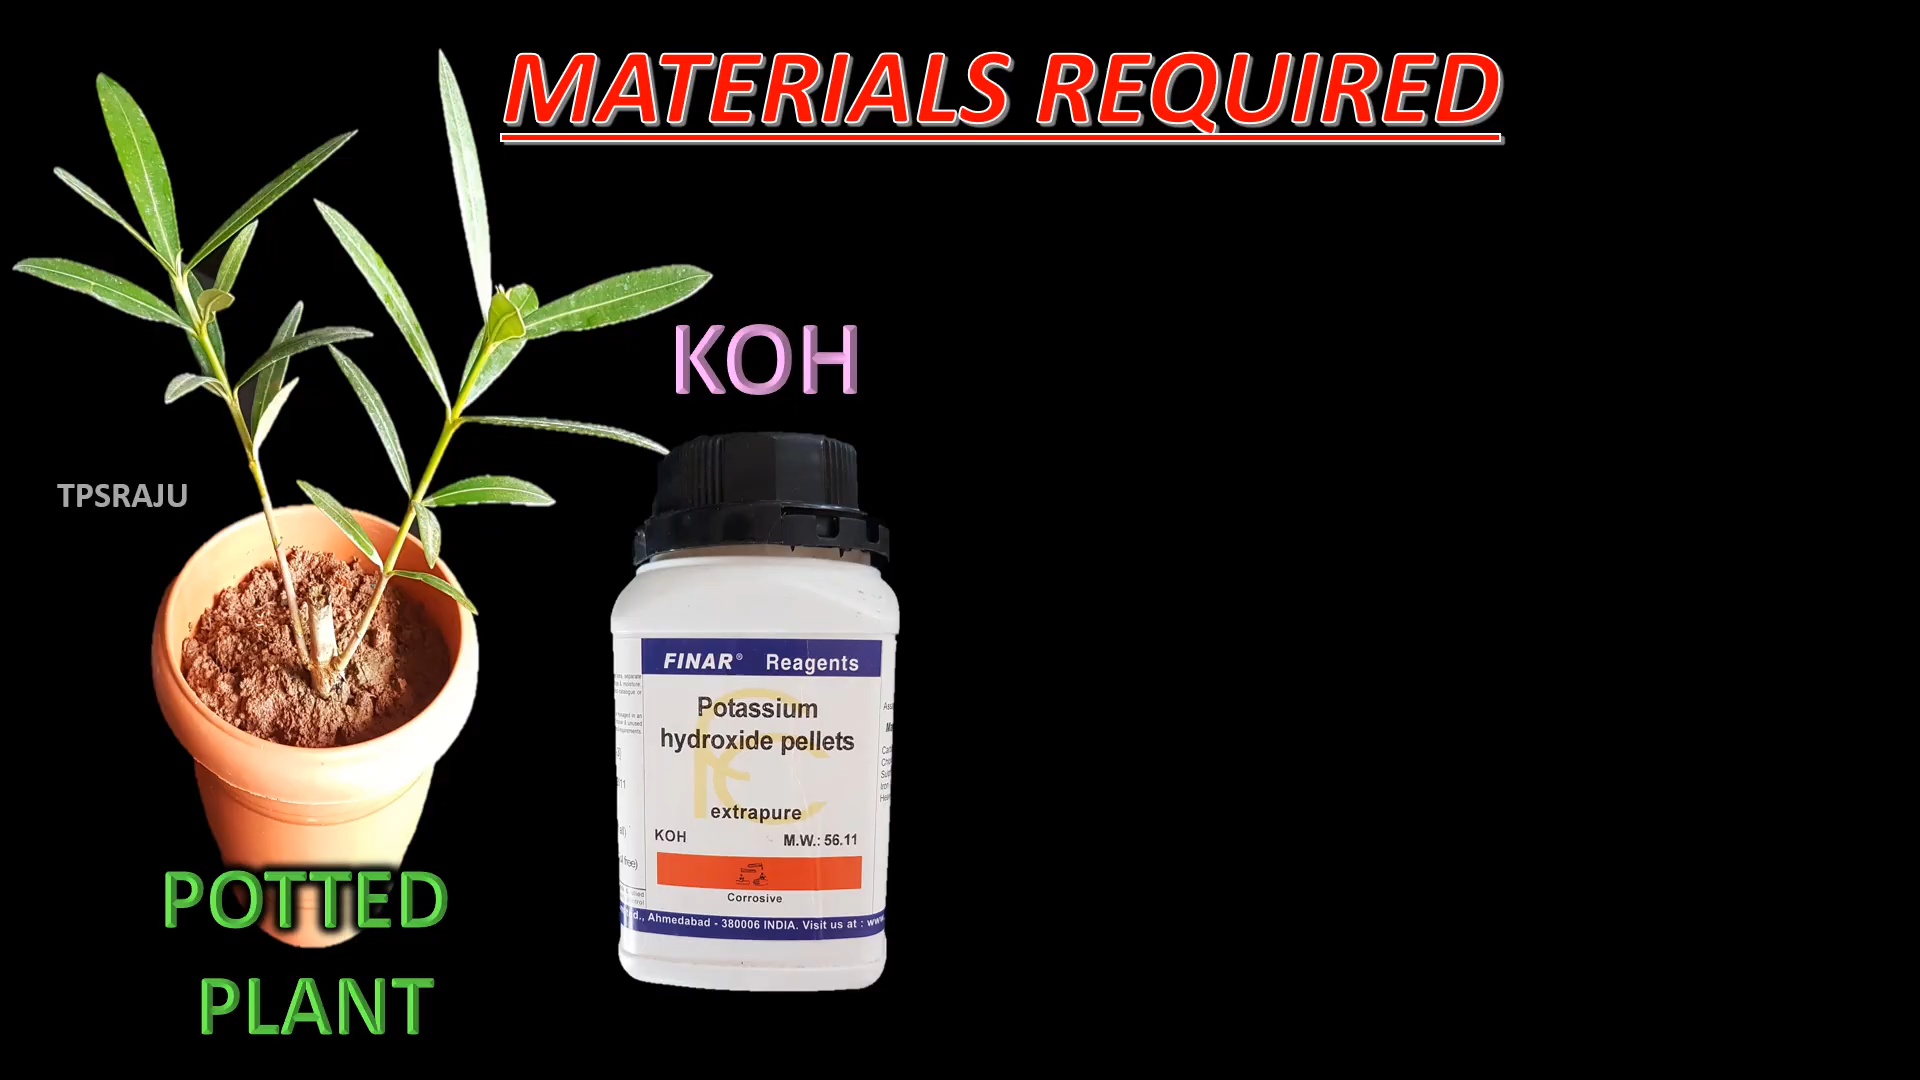 MATERIALS REQUIRED
KOH
TPSRAJU
FINAR® Reagents
Potassium
hydroxide pellets
extrapure
KOH M.W.: 56.11
Corrosive
Ahmedabad - 380006 INDIA. Visit us at :
POTTED
PLANT